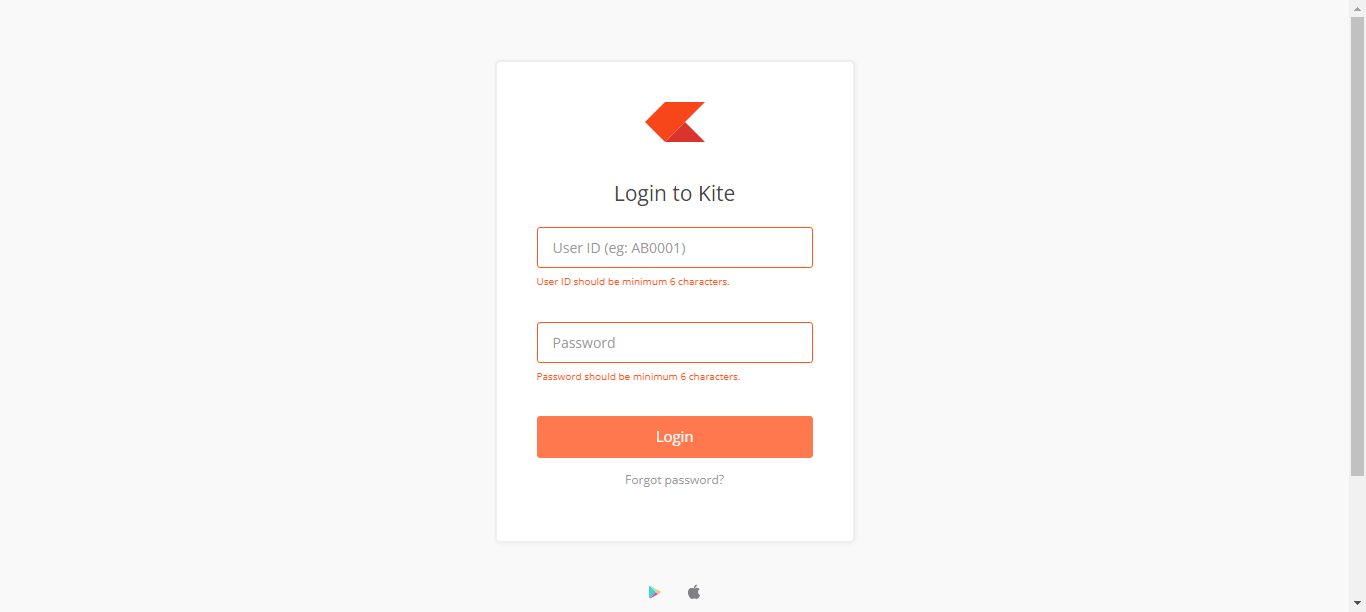 Login to Kite
User ID (eg: AB0001)
User ID should be minimum 6 characters.
Password
Password should be minimum 6 characters.
Login
Forgot password?